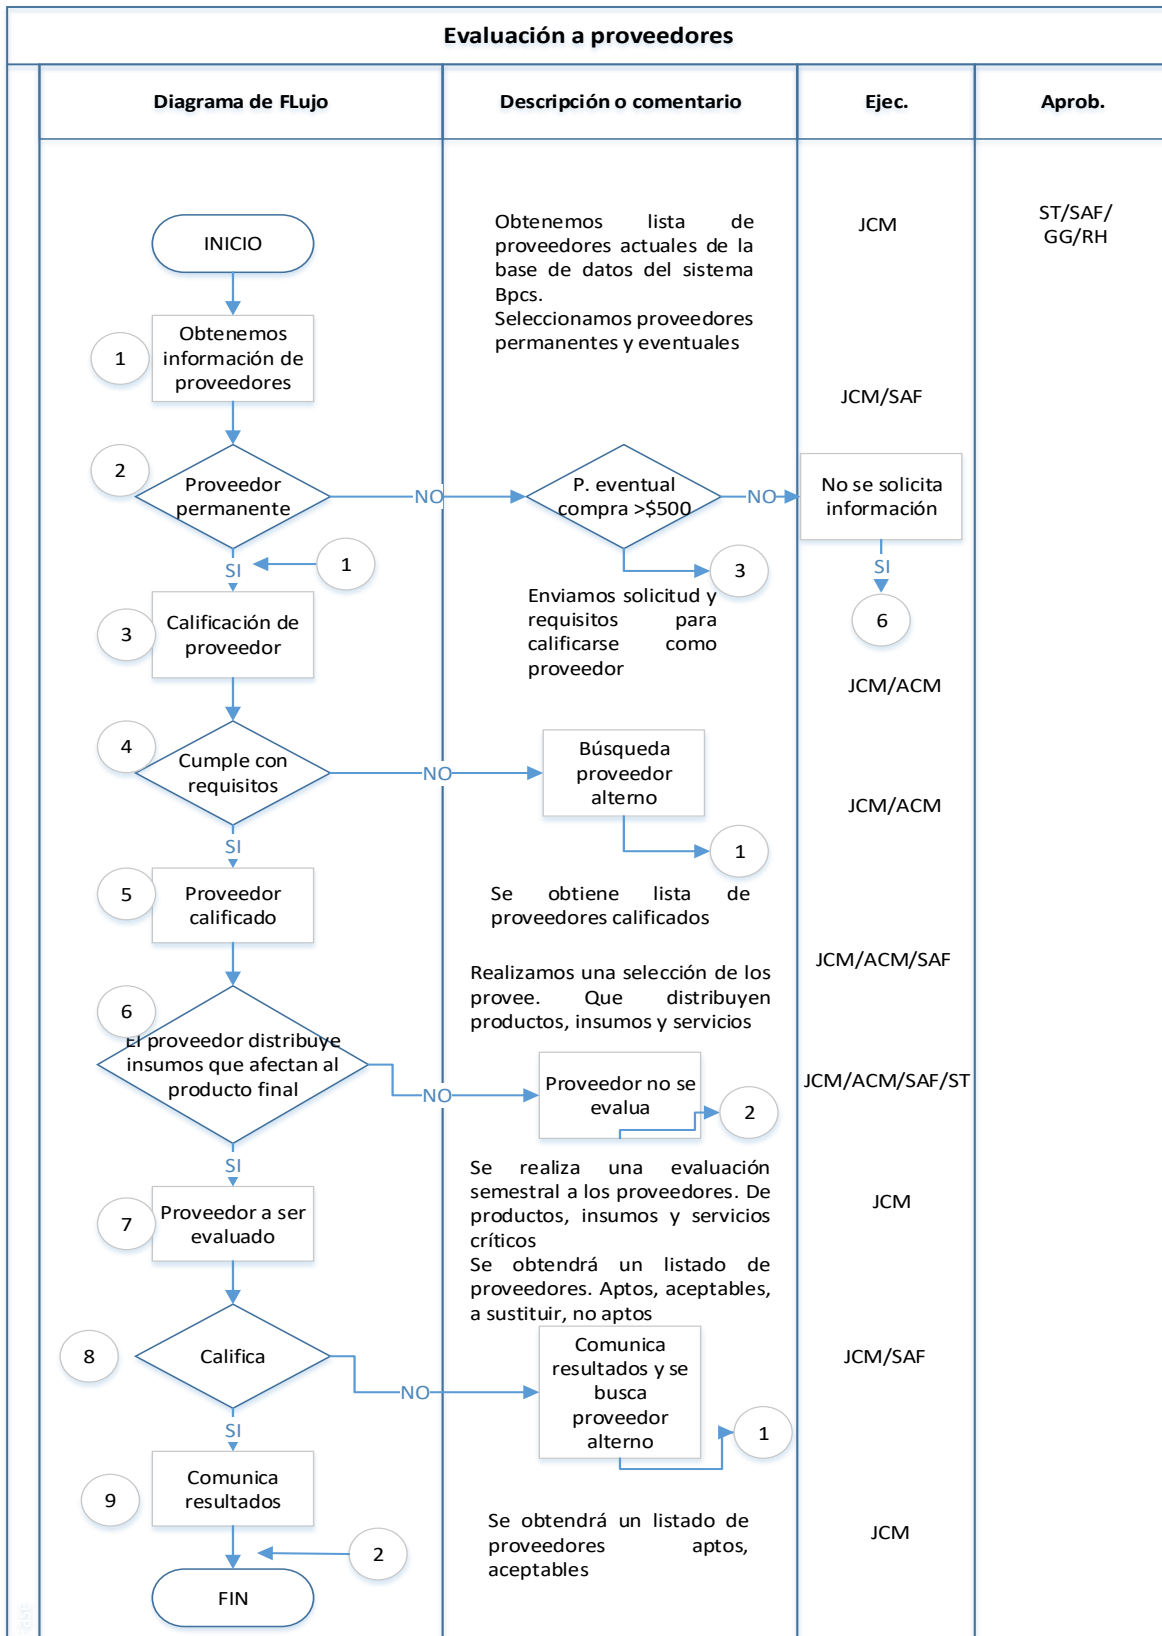 Evaluación a proveedores
Diagrama de FLujo
Descripción o comentario
Ejec.
Aprob.
INICIO
Obtenemos lista de
proveedores actuales de la
base de datos del sistema
Bpcs.
Seleccionamos proveedores
permanentes y eventuales
JCM
ST/SAF/
GG/RH
1
Obtenemos
información de
proveedores
JCM/SAF
2
Proveedor
permanente
NO
P. eventual
compra >$500
NO
No se solicita
información
SI
1
3
SI
6
3
Calificación de
proveedor
Enviamos solicitud y
requisitos para
calificarse como
proveedor
JCM/ACM
4
Cumple con
requisitos
NO
Búsqueda
proveedor
alterno
JCM/ACM
SI
1
5
Proveedor
calificado
Se obtiene lista de
proveedores calificados
JCM/ACM/SAF
Realizamos una selección de los
provee. Que distribuyen
productos, insumos y servicios
6
El proveedor distribuye
insumos que afectan al
producto final
NO
Proveedor no se
evalua
2
JCM/ACM/SAF/ST
SI
Se realiza una evaluación
semestral a los proveedores. De
productos, insumos y servicios
críticos
Se obtendrá un listado de
proveedores. Aptos, aceptables,
a sustituir, no aptos
JCM
7
Proveedor a ser
evaluado
8
Califica
NO
Comunica
resultados y se
busca
proveedor
alterno
1
JCM/SAF
SI
9
Comunica
resultados
Se obtendrá un listado de
proveedores aptos,
aceptables
JCM
2
FIN